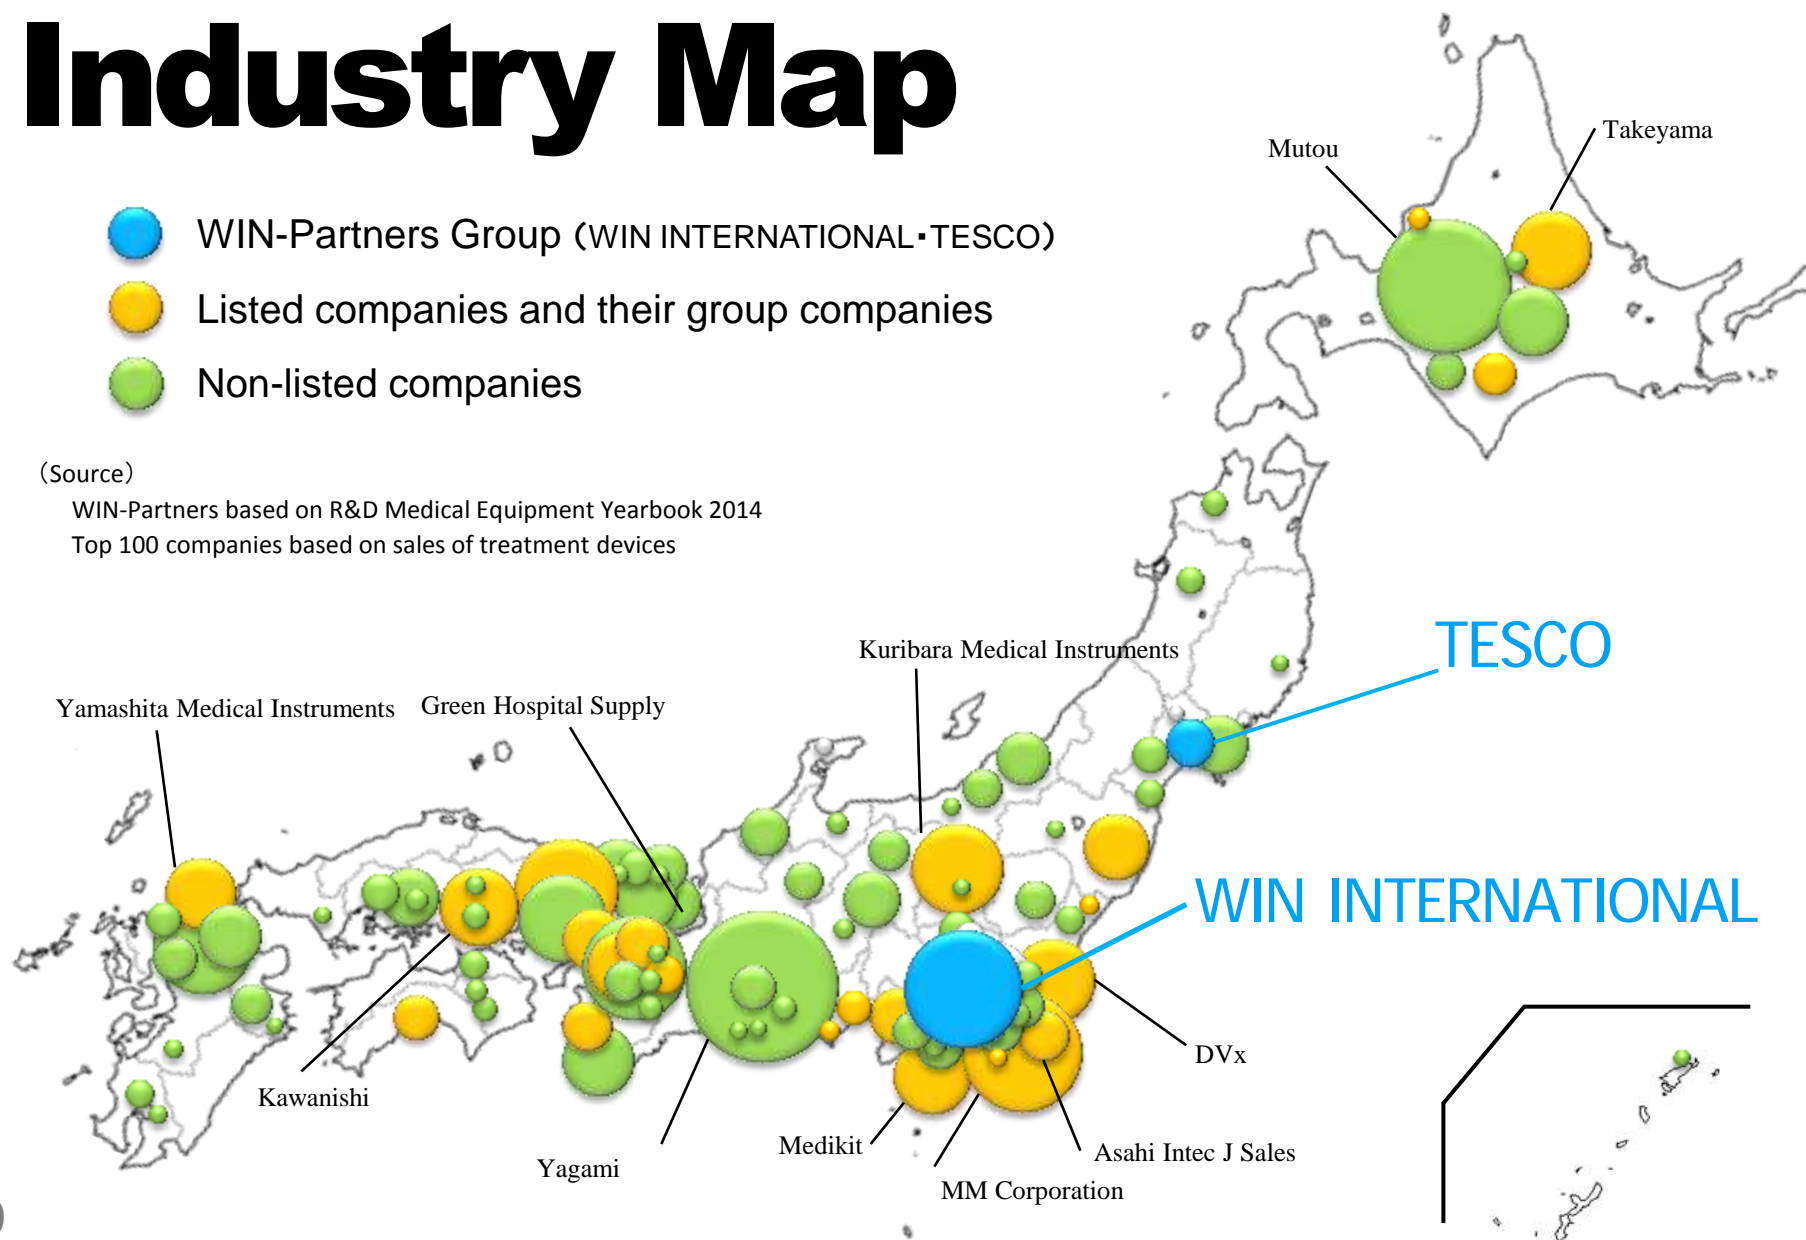 Industry Map
WIN-Partners Group（WIN INTERNATIONAL・TESCO）
Listed companies and their group companies
Non-listed companies
（Source）
WIN-Partners based on R&D Medical Equipment Yearbook 2014
Top 100 companies based on sales of treatment devices
Mutou
Takeyama
TESCO
Kuribara Medical Instruments
Yamashita Medical Instruments
Green Hospital Supply
WIN INTERNATIONAL
DVx
Kawanishi
Medikit
Asahi Intec J Sales
Yagami
MM Corporation